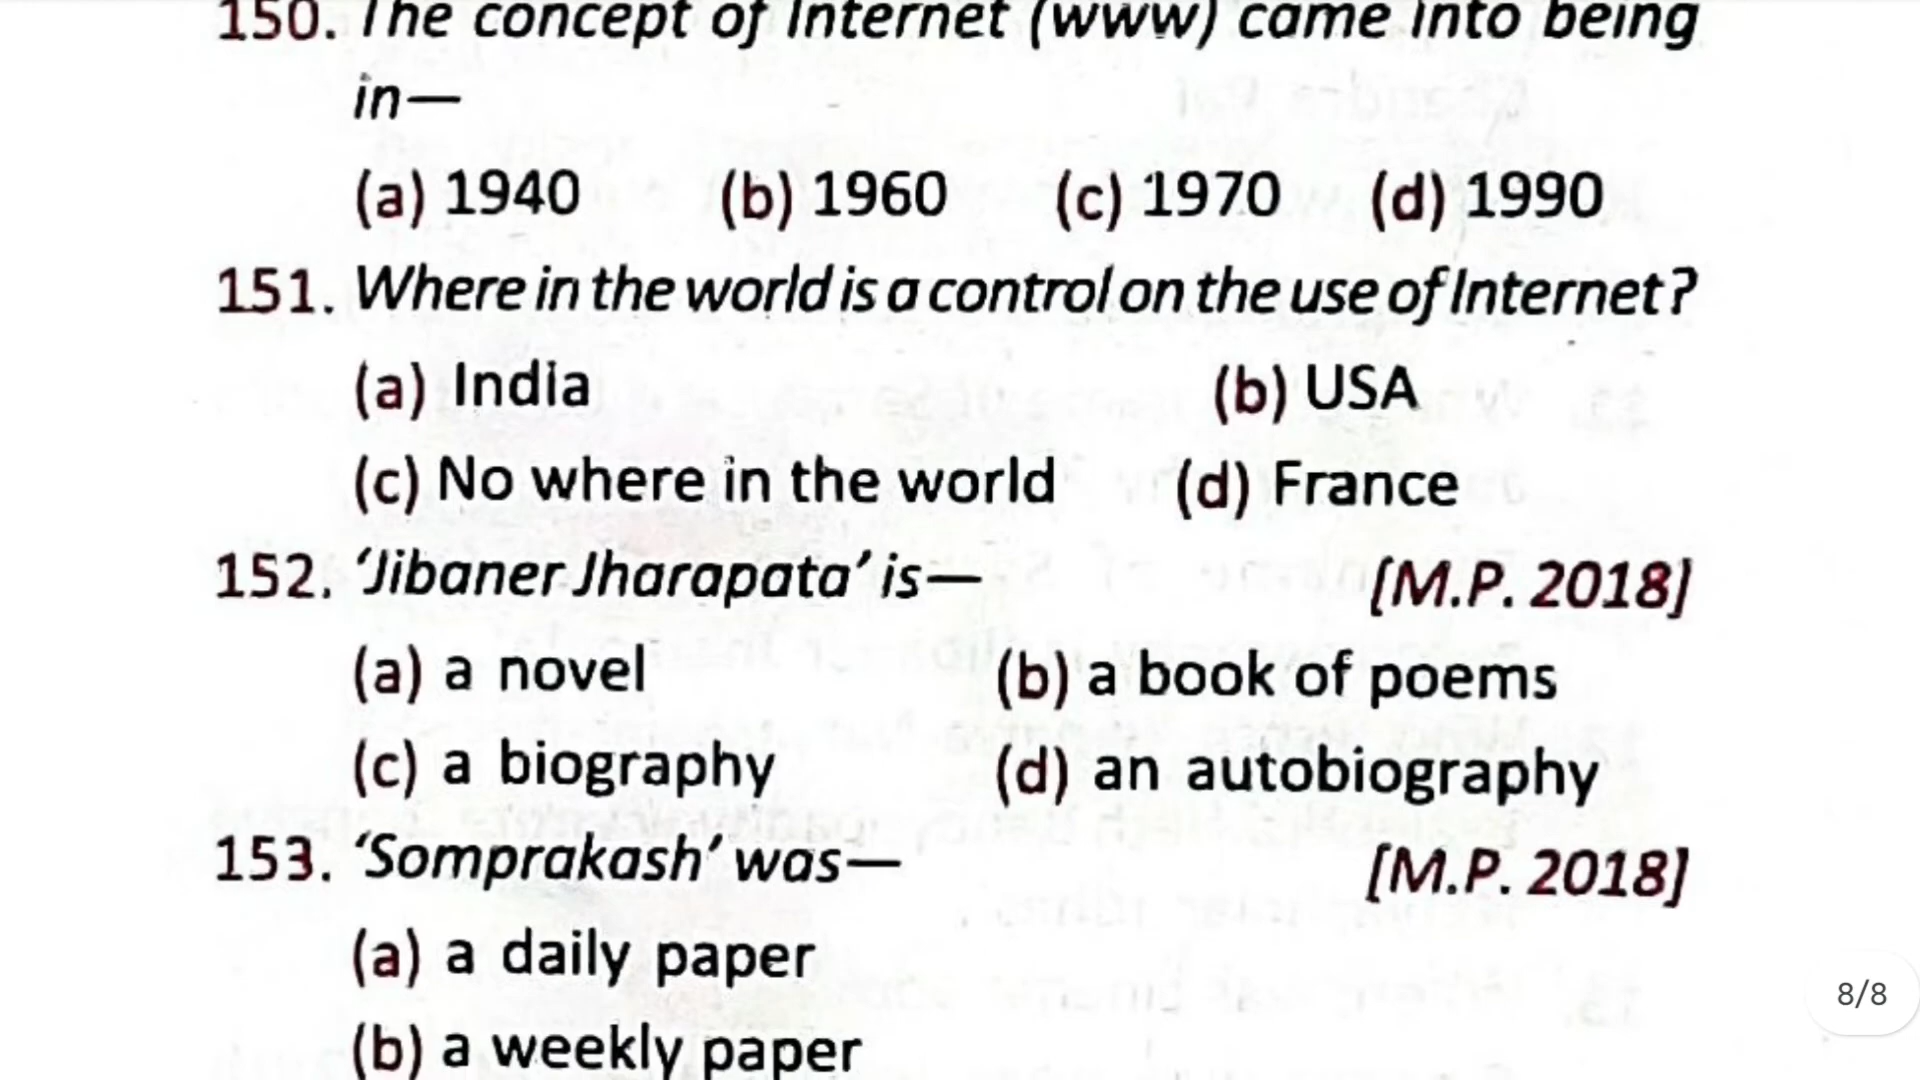 150. The concept of Internet (www) came into being
in—
(a) 1940 (b) 1960 (c) 1970 (d) 1990
151. Where in the world is a control on the use of Internet?
(a) India (b) USA
(c) No where in the world (d) France
152. ‘Jibaner Jharapata’ is— [M.P. 2018]
(a) a novel (b) a book of poems
(c) a biography (d) an autobiography
153. ‘Somprakash’ was— [M.P. 2018]
(a) a daily paper
(b) a weekly paper
8/8